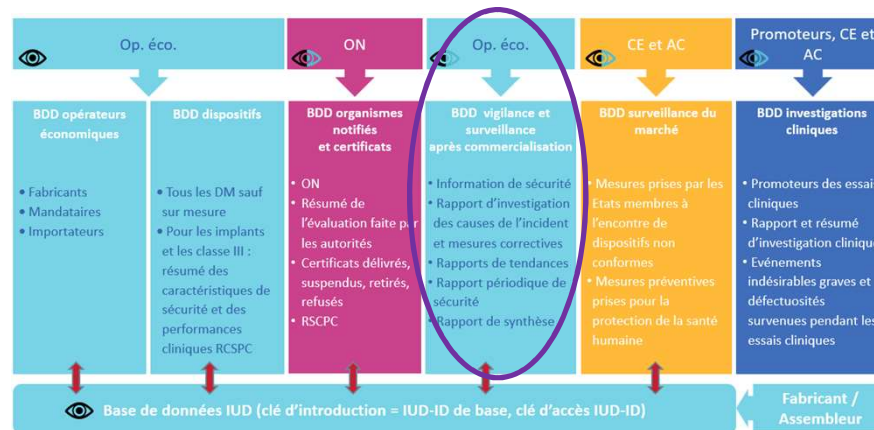 Op. éco.
ON
Op. éco.
CE et AC
Promoteurs, CE et
AC
BDD opérateurs
économiques
• Fabricants
• Mandataires
• Importateurs
BDD dispositifs
• Tous les DM sauf
sur mesure
• Pour les implants
et les classe III :
résumé des
caractéristiques de
sécurité et des
performances
cliniques RCSPC
BDD organismes
notifiés
et certificats
• ON
• Résumé de
l'évaluation faite par
les autorités
• Certificats délivrés,
suspendus, retirés,
refusés
• RSCPC
BDD vigilance et
surveillance
après commercialisation
• Information de sécurité
• Rapport d'investigation
des causes de l'incident
et mesures correctives
• Rapports de tendances
• Rapport périodique de
sécurité
• Rapport de synthèse
BDD surveillance du
marché
• Mesures prises par les
Etats membres à
l'encontre de
dispositifs non
conformes
• Mesures préventives
prises pour la
protection de la santé
humaine
BDD investigations
cliniques
• Promoteurs des essais
cliniques
• Rapport et résumé
d'investigation clinique
• Evénements
indésirables graves et
défectuosités
survenues pendant les
essais cliniques
Base de données IUD (clé d'introduction = IUD-ID de base, clé d'accès IUD-ID)
Fabricant /
Assembleur